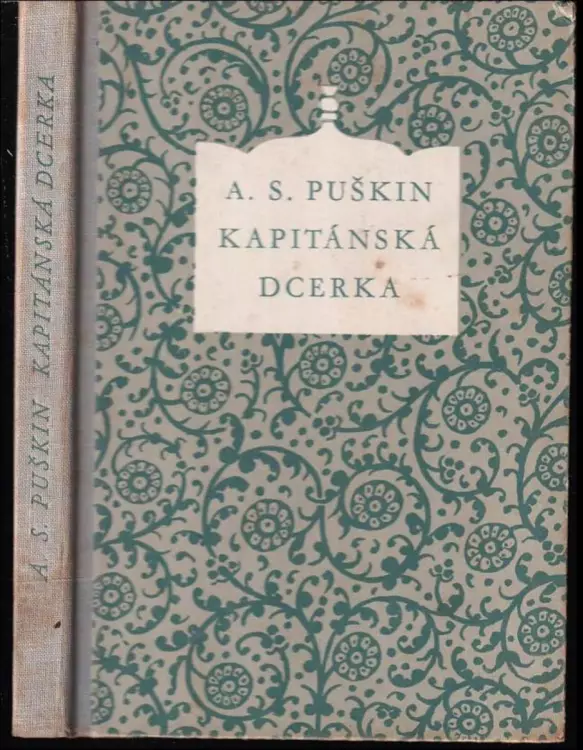 A. S. PUŠKIN KAPITÁNSKÁ DCERKA
A. S. PUŠKIN
KAPITÁNSKÁ
DCERKA